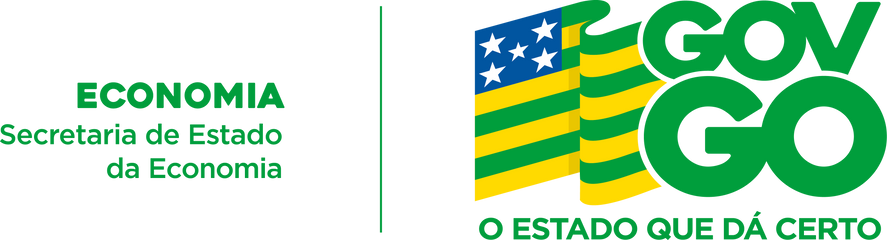 ECONOMIA
Secretaria de Estado
da Economia
GOV
GO
O ESTADO QUE DÁ CERTO